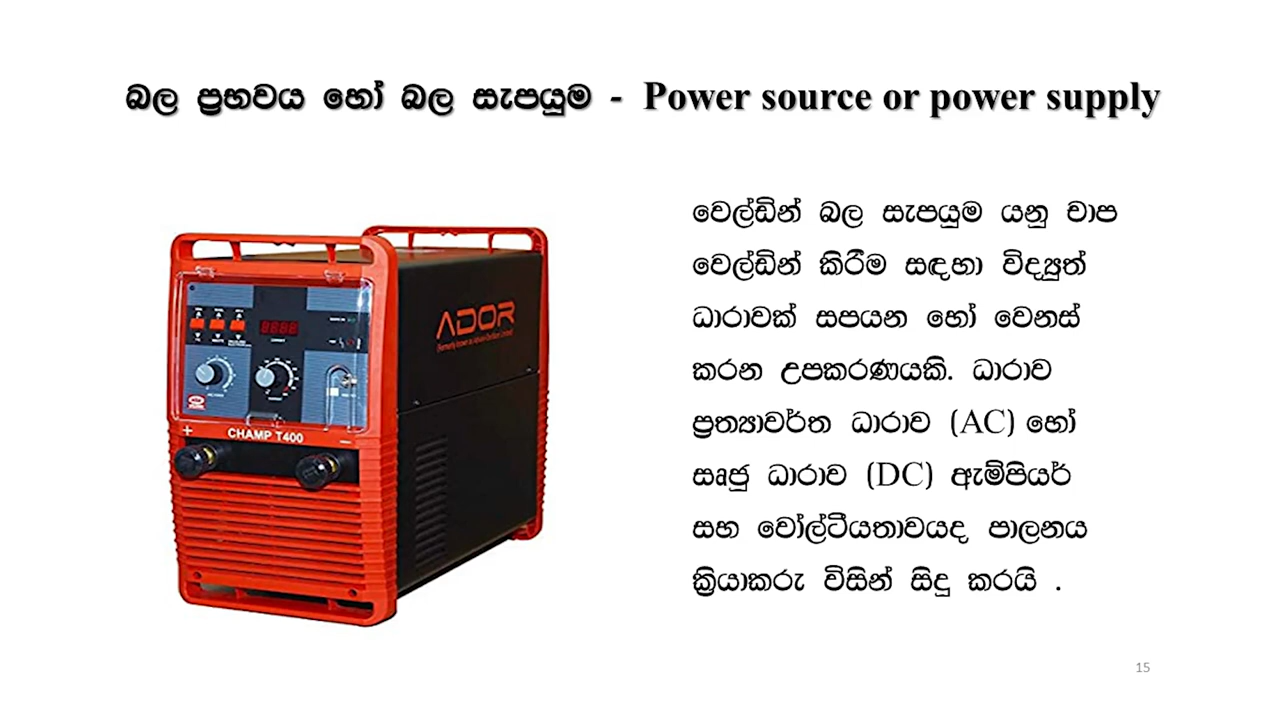 බල ප්‍රභවය හෝ බල සැපයුම - Power source or power supply
වෙල්ඩින් බල සැපයුම යනු චාප
වෙල්ඩින් කිරීම සඳහා විද්‍යුත්
ධාරාවක් සපයන හෝ වෙනස්
කරන උපකරණයකි. ධාරාව
ප්‍රත්‍යාවර්ත ධාරාව (AC) හෝ
සෘජු ධාරාව (DC) ඇම්පියර්
සහ වෝල්ටීයතාවයද පාලනය
ක්‍රියාකරු විසින් සිදු කරයි .
ADOR
CHAMP T400
+ −
15